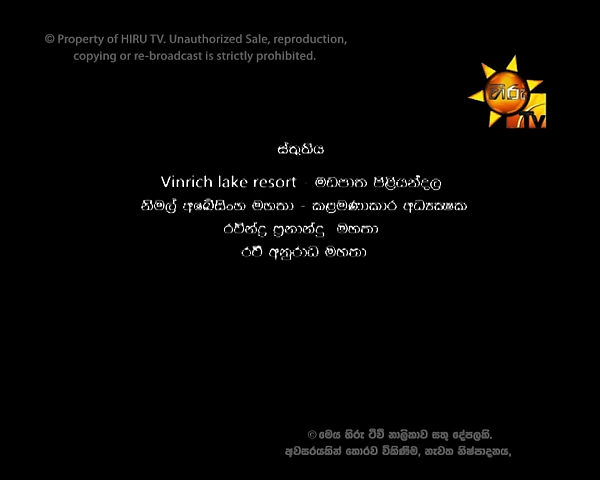 © Property of HIRU TV. Unauthorized Sale, reproduction,
copying or re-broadcast is strictly prohibited.
හිරු
TV
ස්තූතිය
Vinrich lake resort - මඩපාත පිළියන්දල
නිමල් අබේසිංහ මහතා - කළමණාකාර අධ්‍යක්ෂක
රවීන්ද්‍ර ප්‍රනාන්දු මහතා
රවී අනුරාධ මහතා
© මෙය හිරු ටීවී නාලිකාව සතු දේපලකි.
අවසරයකින් තොරව විකිණීම, නැවත නිෂ්පාදනය,